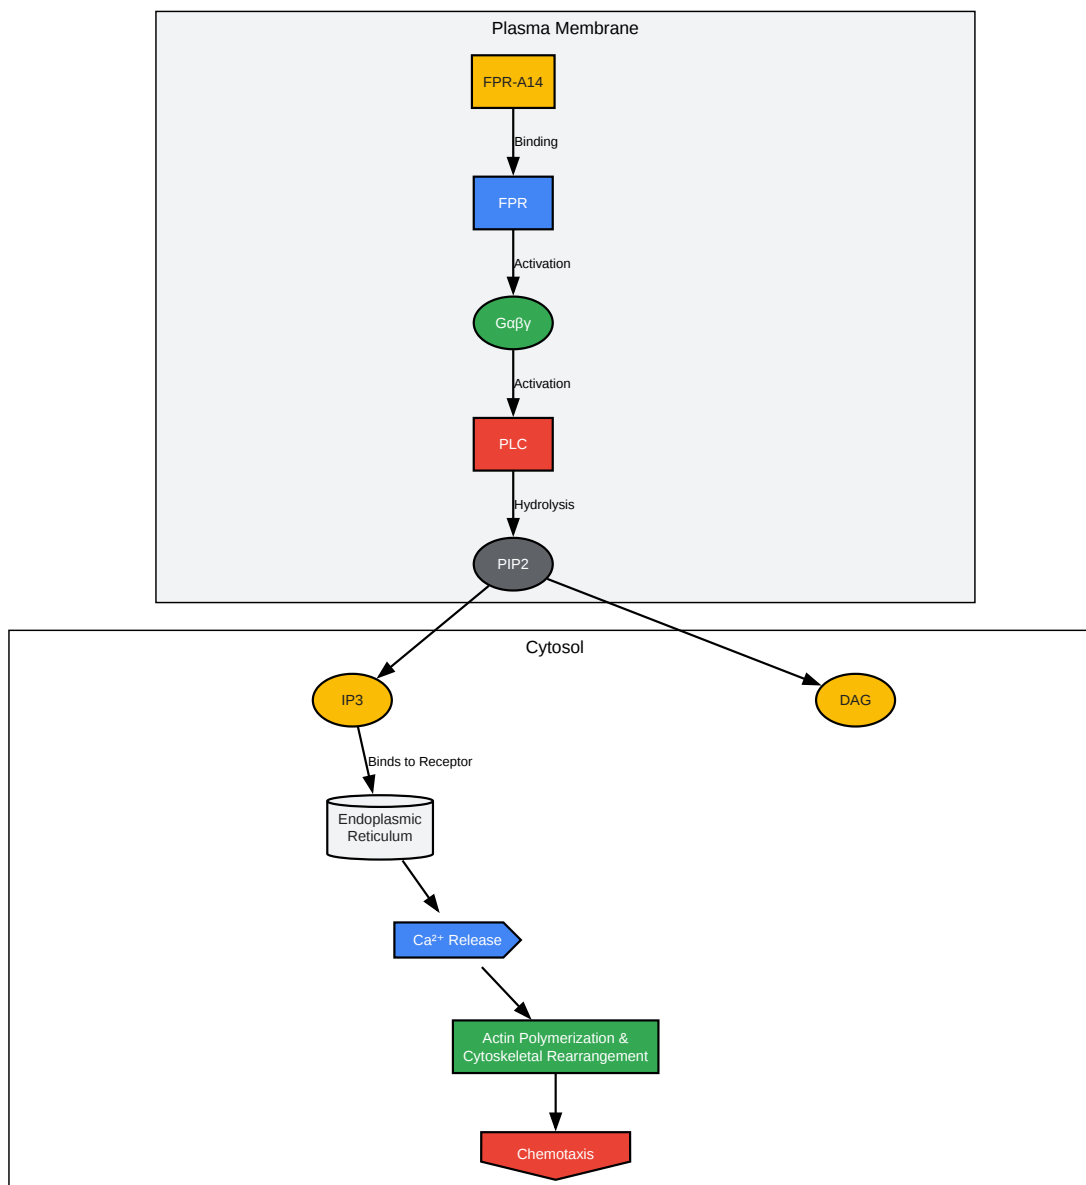 Plasma Membrane
FPR-A14
Binding
FPR
Activation
Gαβγ
Activation
PLC
Hydrolysis
PIP2
Cytosol
IP3
DAG
Binds to Receptor
Endoplasmic
Reticulum
Ca²⁺ Release
Actin Polymerization &
Cytoskeletal Rearrangement
Chemotaxis